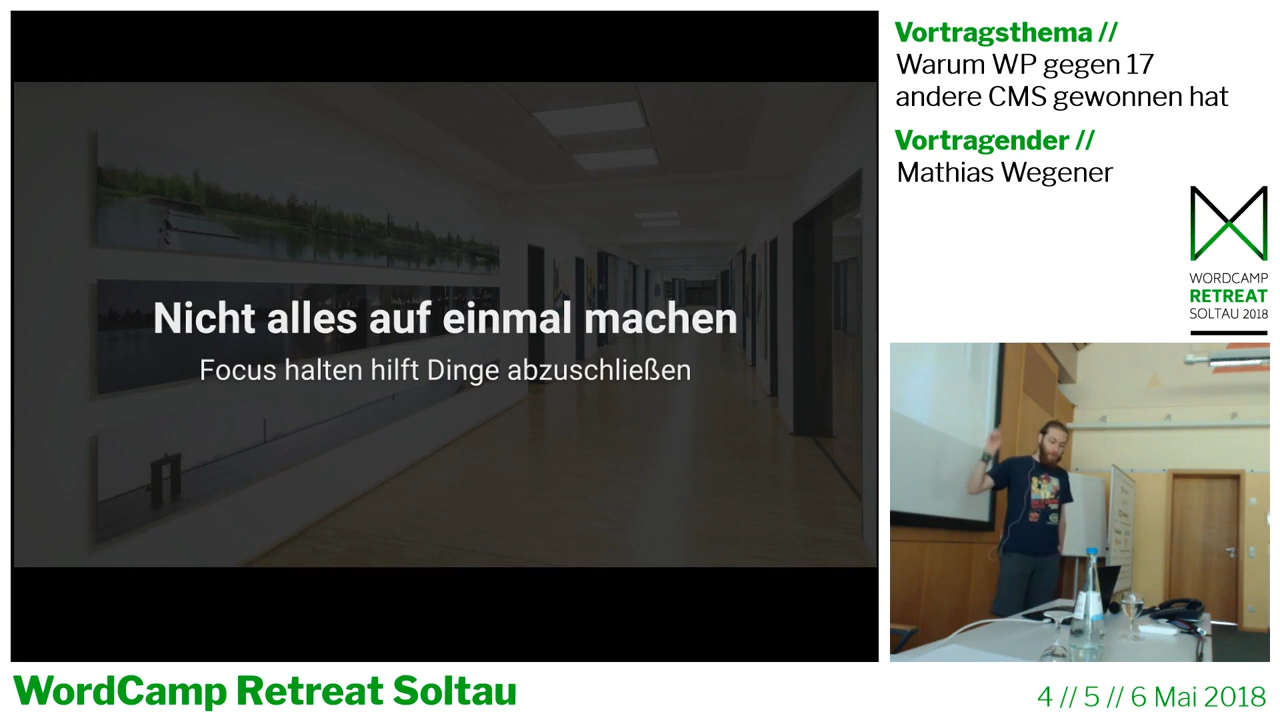 Nicht alles auf einmal machen
Focus halten hilft Dinge abzuschließen
Vortragsthema //
Warum WP gegen 17
andere CMS gewonnen hat
Vortragender //
Mathias Wegener
WORDCAMP
RETREAT
SOLTAU 2018
WordCamp Retreat Soltau
4 // 5 // 6 Mai 2018